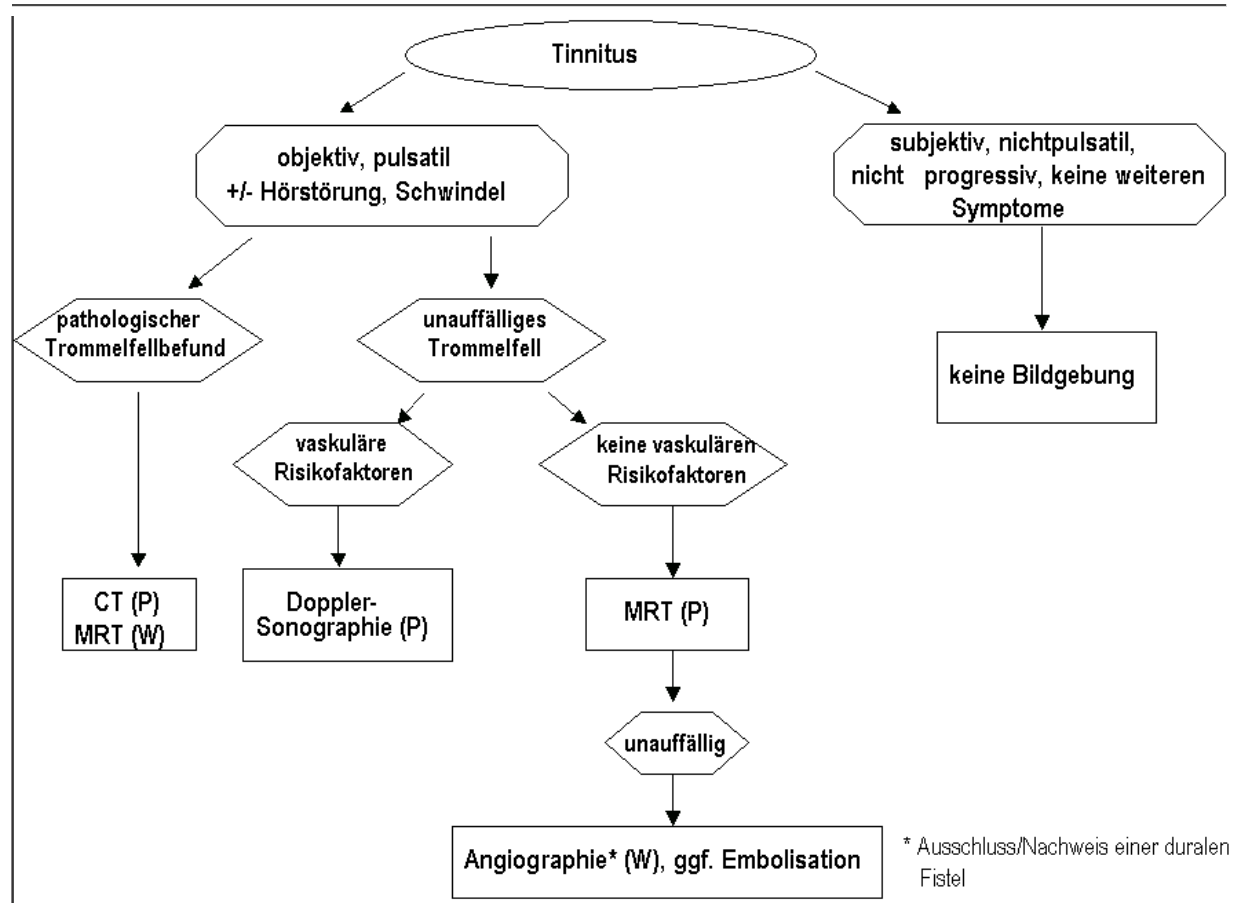 Tinnitus
objektiv, pulsatil
+/- Hörstörung, Schwindel
subjektiv, nichtpulsatil,
nicht progressiv, keine weiteren
Symptome
pathologischer
Trommelfellbefund
unauffälliges
Trommelfell
keine Bildgebung
vaskuläre
Risikofaktoren
keine vaskulären
Risikofaktoren
CT (P)
MRT (W)
Doppler-
Sonographie (P)
MRT (P)
unauffällig
Angiographie* (W), ggf. Embolisation
* Ausschluss/Nachweis einer duralen
Fistel